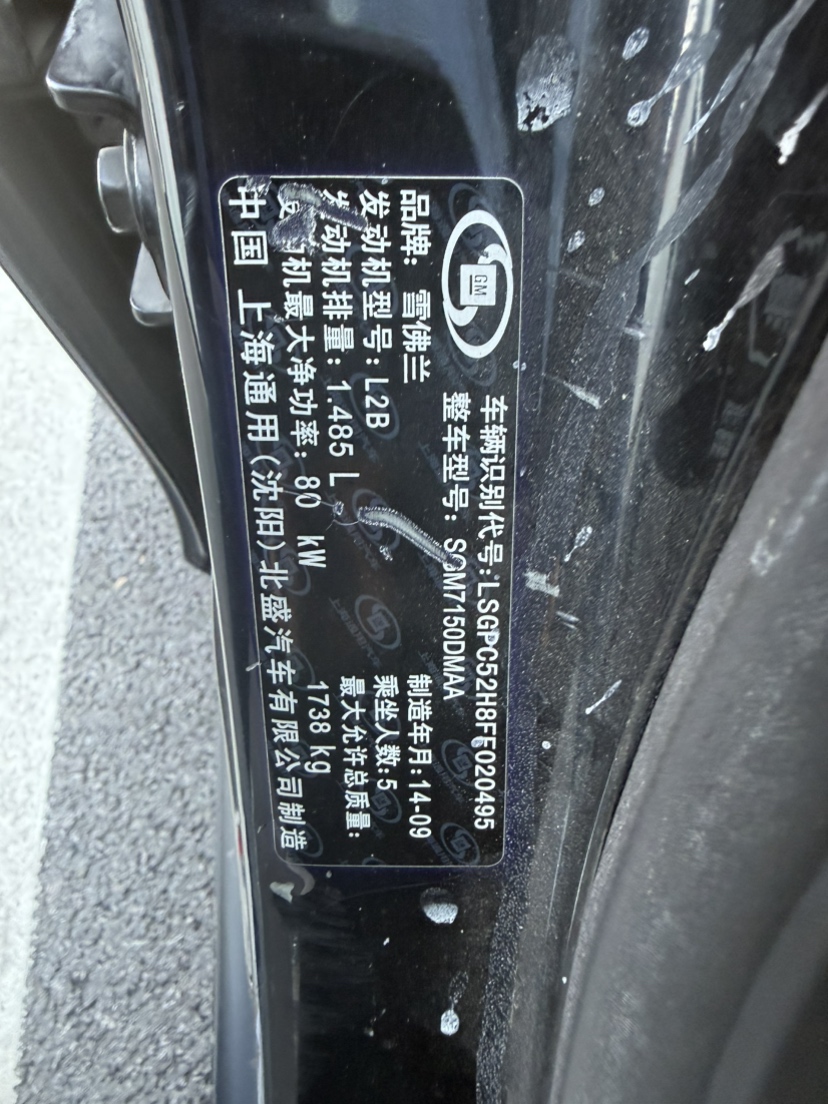 GM
车辆识别代号:LSGPC52H8FF020495
品牌: 雪佛兰 整车型号: SGM7150DMAA
发动机型号: L2B 制造年月:14-09
发动机排量: 1.485 L 乘坐人数:5
发动机最大净功率: 80 kW 最大允许总质量:
1738 kg
中国 上海通用(沈阳)北盛汽车有限公司制造